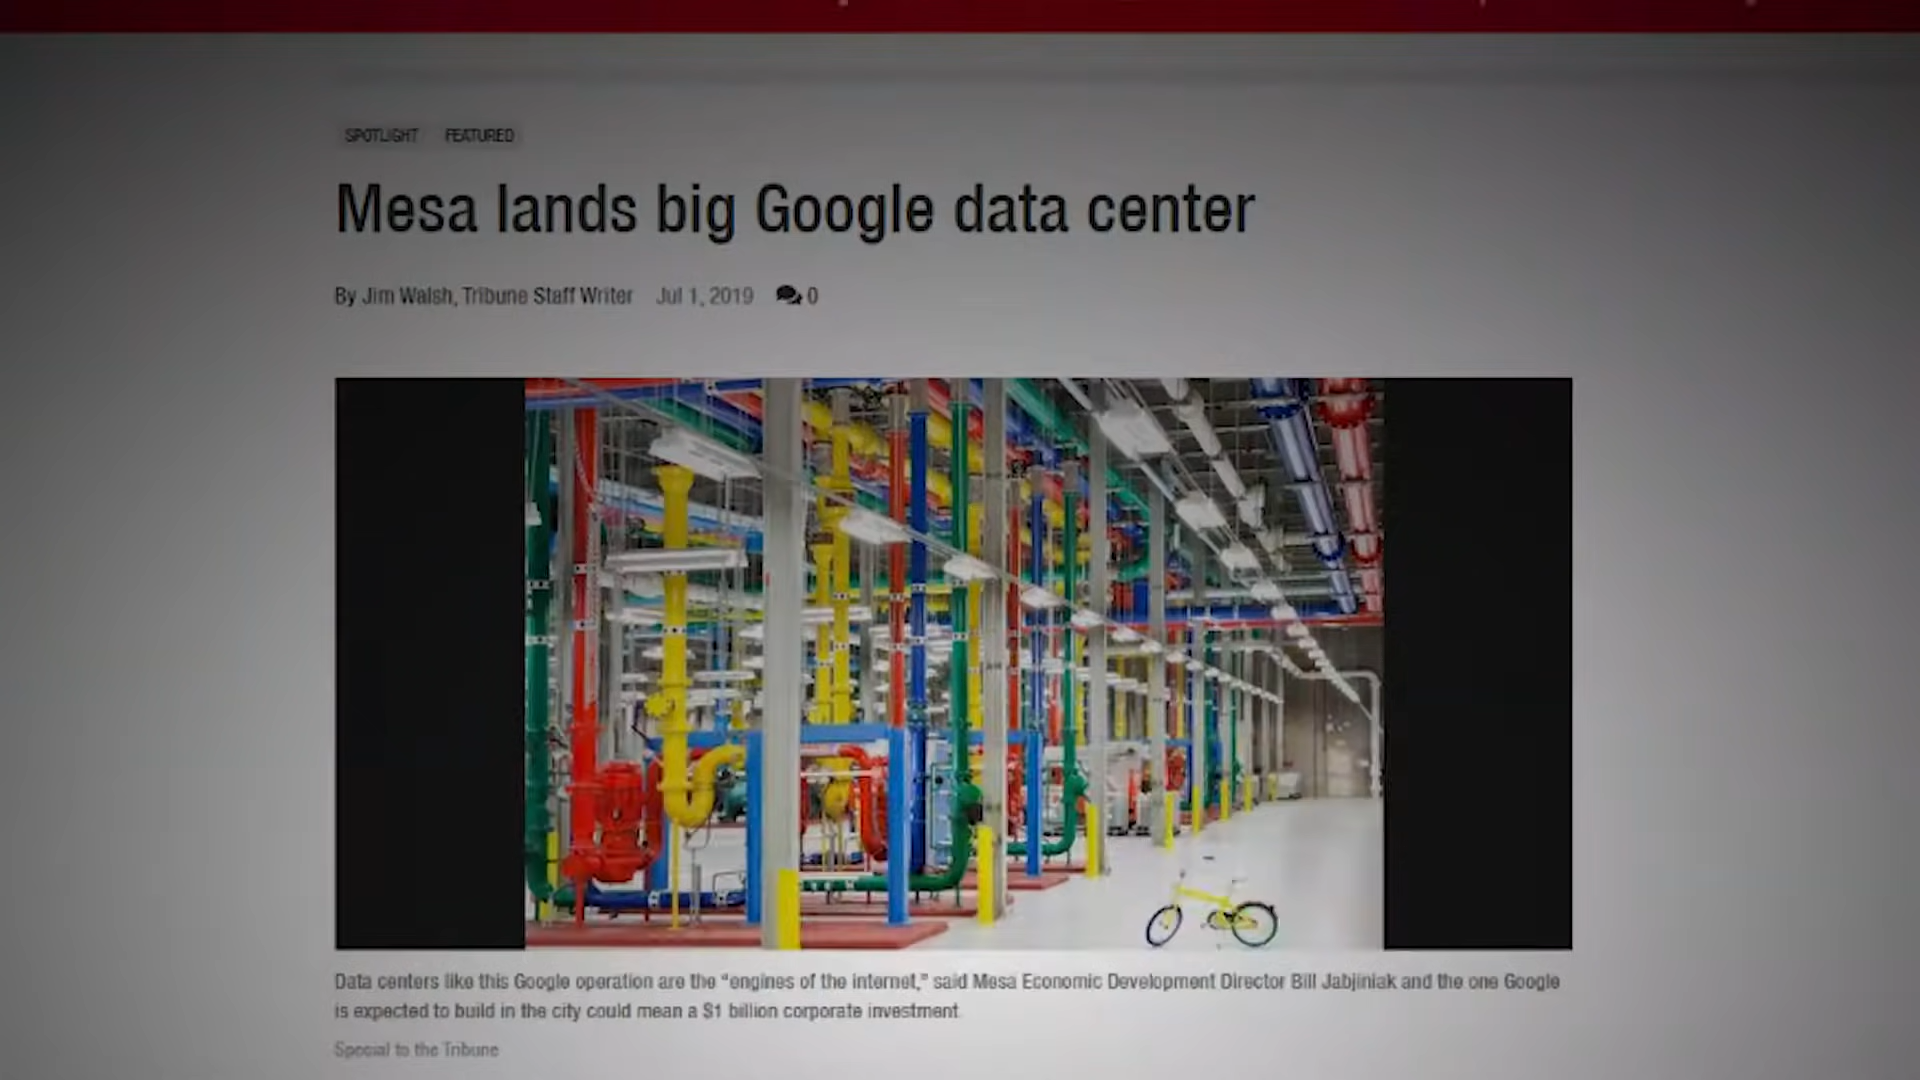 SPOTLIGHT FEATURED
Mesa lands big Google data center
By Jim Walsh, Tribune Staff Writer Jul 1, 2019 0
Data centers like this Google operation are the “engines of the internet,” said Mesa Economic Development Director Bill Jabjiniak and the one Google
is expected to build in the city could mean a $1 billion corporate investment.
Special to the Tribune